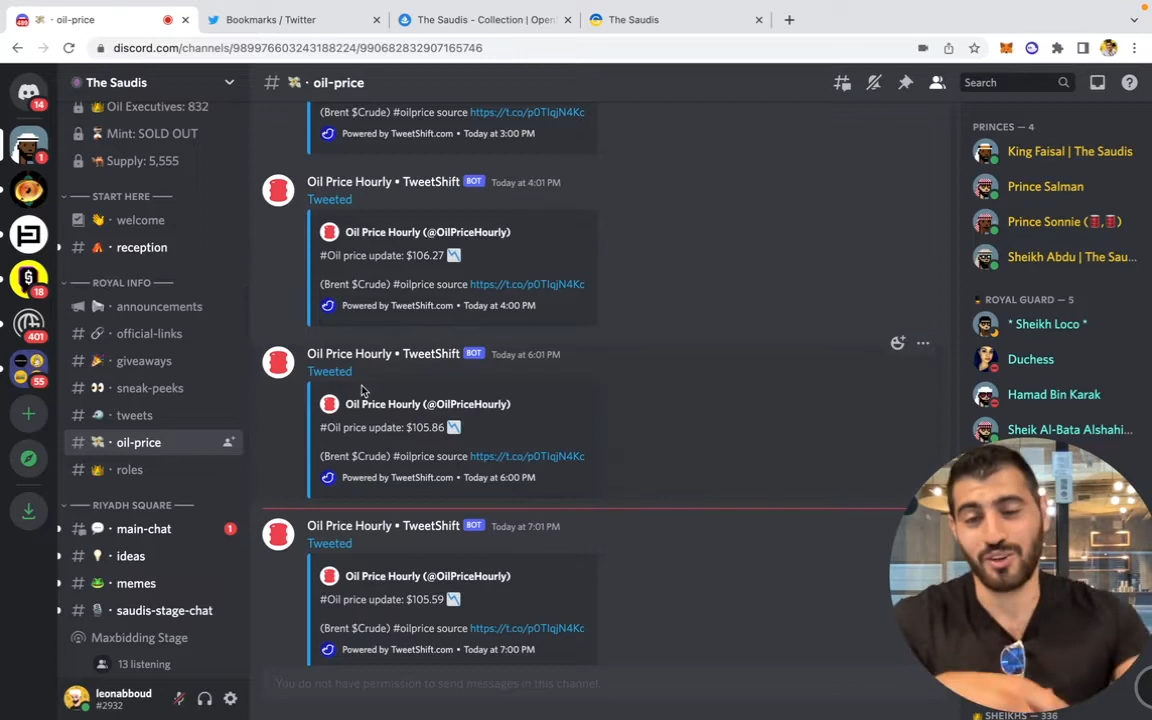 · oil-price
Bookmarks / Twitter
The Saudis - Collection | Open
The Saudis
discord.com/channels/989976603243188224/990682832907165746
14
1
18
401
55
The Saudis
Oil Executives: 832
Mint: SOLD OUT
Supply: 5,555
START HERE
· welcome
· reception
ROYAL INFO
· announcements
· official-links
· giveaways
· sneak-peeks
· tweets
· oil-price
· roles
RIYADH SQUARE
· main-chat
1
· ideas
· memes
· saudis-stage-chat
Maxbidding Stage
13 listening
leonabboud
#2932
· oil-price
Search
(Brent $Crude) #oilprice source https://t.co/p0TIqjN4Kc
Powered by TweetShift.com • Today at 3:00 PM
Oil Price Hourly • TweetShift BOT Today at 4:01 PM
Tweeted
Oil Price Hourly (@OilPriceHourly)
#Oil price update: $106.27
(Brent $Crude) #oilprice source https://t.co/p0TIqjN4Kc
Powered by TweetShift.com • Today at 4:00 PM
Oil Price Hourly • TweetShift BOT Today at 6:01 PM
Tweeted
Oil Price Hourly (@OilPriceHourly)
#Oil price update: $105.86
(Brent $Crude) #oilprice source https://t.co/p0TIqjN4Kc
Powered by TweetShift.com • Today at 6:00 PM
Oil Price Hourly • TweetShift BOT Today at 7:01 PM
Tweeted
Oil Price Hourly (@OilPriceHourly)
#Oil price update: $105.59
(Brent $Crude) #oilprice source https://t.co/p0TIqjN4Kc
Powered by TweetShift.com • Today at 7:00 PM
You do not have permission to send messages in this channel.
PRINCES — 4
King Faisal | The Saudis
Prince Salman
Prince Sonnie (🛢️,🛢️)
Sheikh Abdu | The Sau...
ROYAL GUARD — 5
* Sheikh Loco *
Duchess
Hamad Bin Karak
Sheik Al-Bata Alshahi...
SHEIKHS — 336